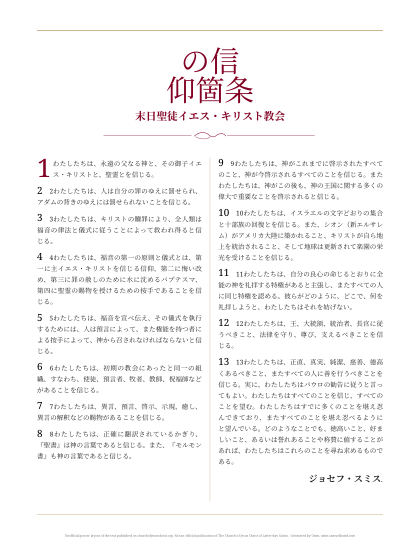 の信
仰箇条
末日聖徒イエス・キリスト教会
1 わたしたちは、永遠の父なる神と、その御子イエ
ス・キリストと、聖霊とを信じる。
2 2わたしたちは、人は自分の罪のゆえに罰せられ、
アダムの背きのゆえには罰せられないことを信じる。
3 3わたしたちは、キリストの贖罪により、全人類は
福音の律法と儀式に従うことによって救われ得ると信
じる。
4 4わたしたちは、福音の第一の原則と儀式とは、第
一に主イエス・キリストを信じる信仰、第二に悔い改
め、第三に罪の赦しのために水に沈めるバプテスマ、
第四に聖霊の賜物を授けるための按手であることを信
じる。
5 5わたしたちは、福音を宣べ伝え、その儀式を執行
するためには、人は預言によって、また権能を持つ者に
よる按手によって、神から召されなければならないと信
じる。
6 6わたしたちは、初期の教会にあったと同一の組
織、すなわち、使徒、預言者、牧者、教師、祝福師など
があることを信じる。
7 7わたしたちは、異言、預言、啓示、示現、癒し、
異言の解釈などの賜物があることを信じる。
8 8わたしたちは、正確に翻訳されているかぎり、
『聖書』は神の言葉であると信じる。また、『モルモン
書』も神の言葉であると信じる。
9 9わたしたちは、神がこれまでに啓示されたすべて
のこと、神が今啓示されるすべてのことを信じる。また
わたしたちは、神がこの後も、神の王国に関する多くの
偉大で重要なことを啓示されると信じる。
10 10わたしたちは、イスラエルの文字どおりの集合
と十部族の回復とを信じる。また、シオン（新エルサレ
ム）がアメリカ大陸に築かれること、キリストが自ら地
上を統治されること、そして地球は更新されて楽園の栄
光を受けることを信じる。
11 11わたしたちは、自分の良心の命じるとおりに全
能の神を礼拝する特権があると主張し、またすべての人
に同じ特権を認める。彼らがどのように、どこで、何を
礼拝しようと、わたしたちはそれを妨げない。
12 12わたしたちは、王、大統領、統治者、長官に従
うべきこと、法律を守り、尊び、支えるべきことを信
じる。
13 13わたしたちは、正直、真実、純潔、慈善、徳高
くあるべきこと、またすべての人に善を行うべきことを
信じる。実に、わたしたちはパウロの勧告に従うと言っ
てもよい。わたしたちはすべてのことを信じ、すべての
ことを望む。わたしたちはすでに多くのことを堪え忍
んできており、またすべてのことを堪え忍べるように
と望んでいる。どのようなことでも、徳高いこと、好ま
しいこと、あるいは誉れあることや称賛に値することが
あれば、わたしたちはこれらのことを尋ね求めるもので
ある。
ジョセフ・スミス.